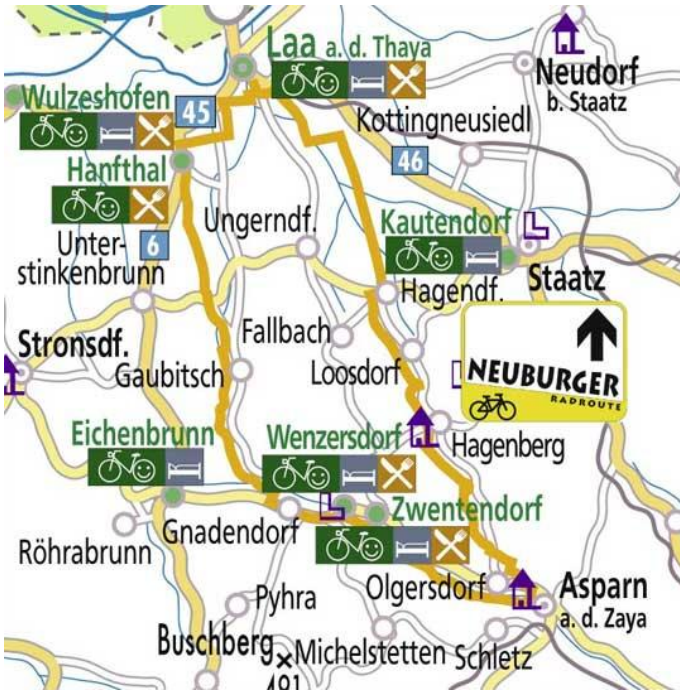 Laa a. d. Thaya
Neudorf
b. Staatz
Wulzeshofen
45
Kottingneusiedl
Hanfthal
46
Ungerndf.
Kautendorf
Unter-
stinkenbrunn
6
Staatz
Hagendf.
Stronsdf.
Fallbach
Gaubitsch
Loosdorf
NEUBURGER
RADROUTE
Eichenbrunn
Wenzersdorf
Hagenberg
Zwentendorf
Gnadendorf
Röhrabrunn
Olgersdorf
Asparn
a. d. Zaya
Pyhra
Buschberg
Michelstetten
Schletz
491